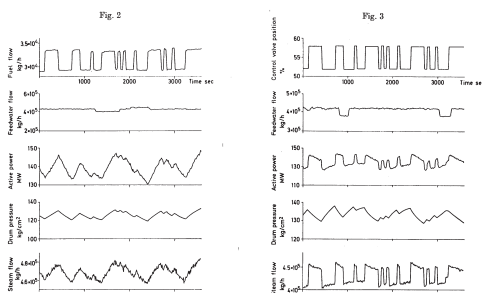 Fig. 2
Fuel flow
kg/h
3.5•10⁴
3•10⁴
1000
2000
3000
Time sec
Feedwater flow
kg/h
6•10⁵
4•10⁵
2•10⁵
Active power
MW
150
140
130
Drum pressure
kg/cm²
140
120
100
Steam flow
kg/h
4.8•10⁵
4.6•10⁵
Fig. 3
Control valve position
%
60
55
50
1000
2000
3000
Time sec
Feedwater flow
kg/h
5•10⁵
4•10⁵
3•10⁵
Active power
MW
150
130
110
Drum pressure
kg/cm²
140
130
120
Steam flow
kg/h
4.5•10⁵
4•10⁵